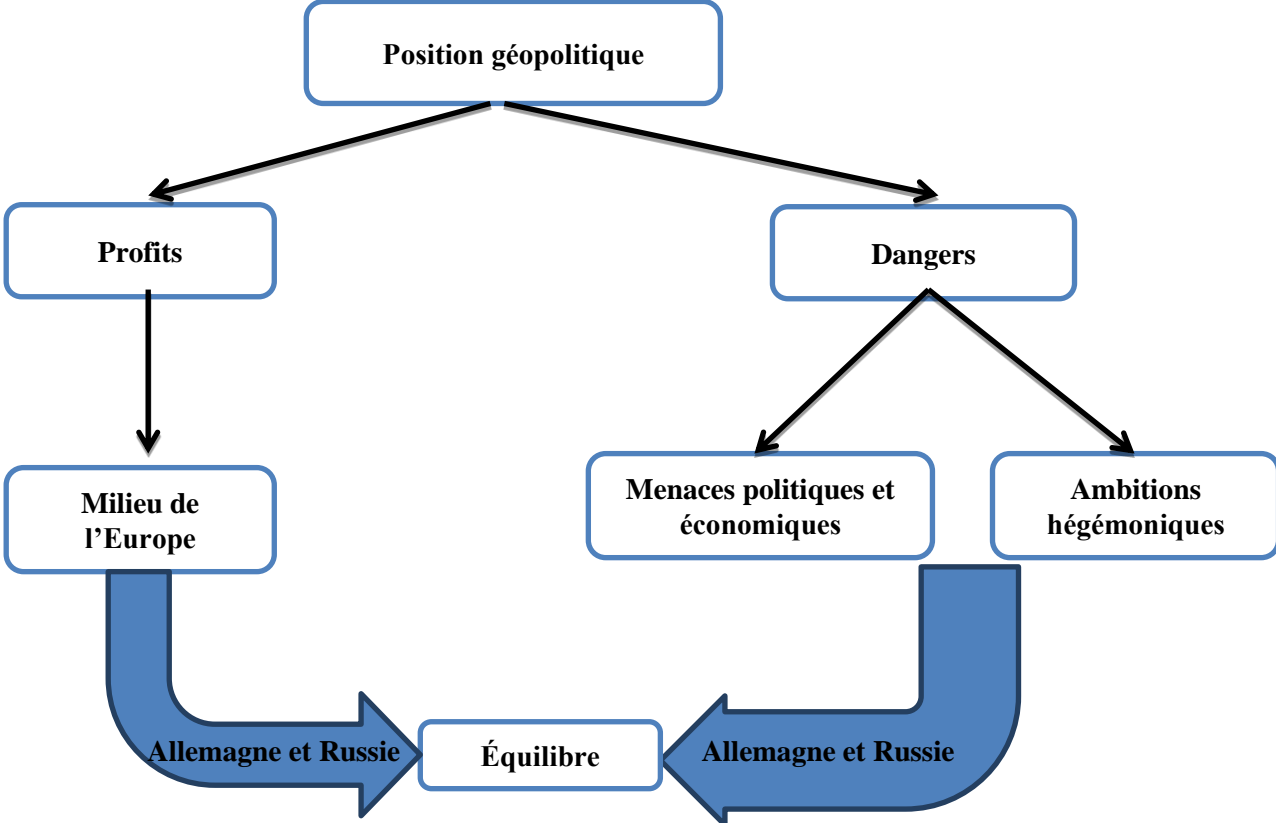 Position géopolitique
Profits
Dangers
Milieu de
l’Europe
Menaces politiques et
économiques
Ambitions
hégémoniques
Allemagne et Russie
Équilibre
Allemagne et Russie